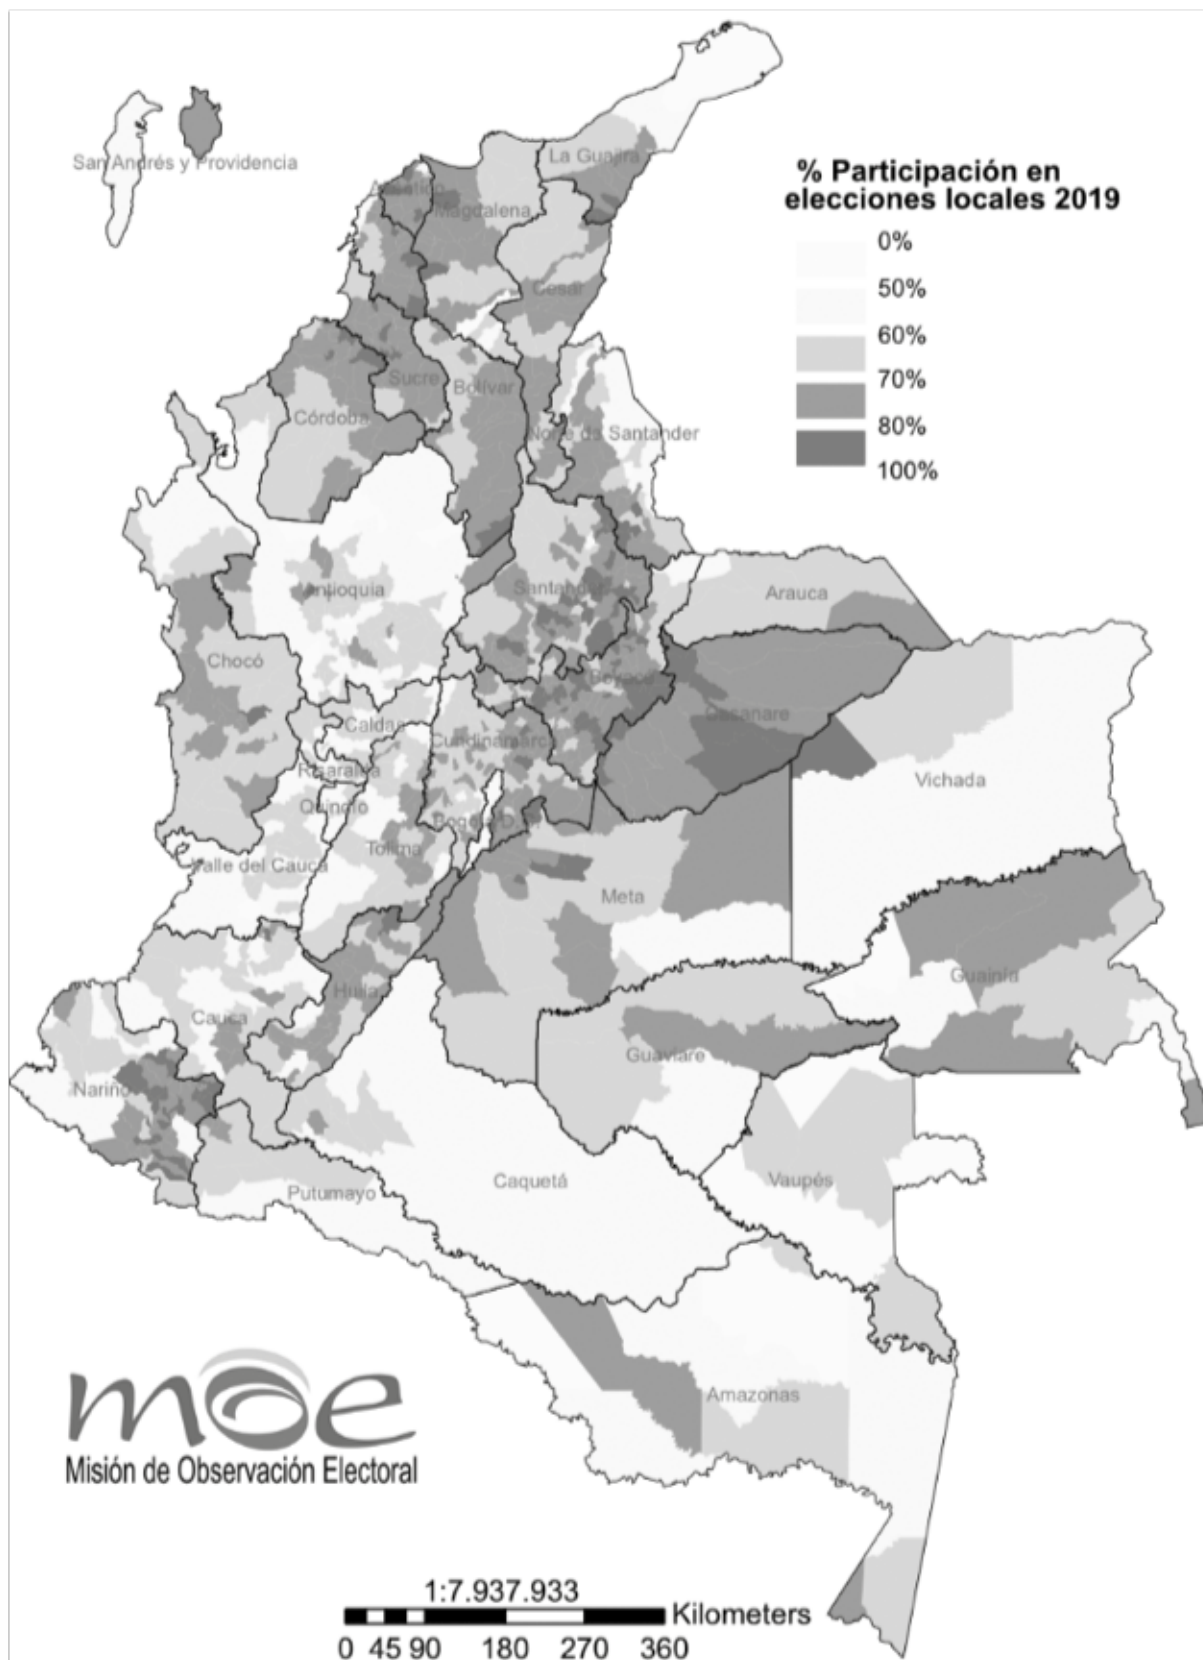 San Andrés y Providencia
La Guajira
% Participación en
elecciones locales 2019
0%
50%
60%
70%
80%
100%
Atlántico
Magdalena
Cesar
Sucre
Bolívar
Córdoba
Norte de Santander
Antioquia
Santander
Arauca
Chocó
Boyacá
Caldas
Cundinamarca
Casanare
Risaralda
Vichada
Quindío
Bogotá D.C.
Tolima
Valle del Cauca
Meta
Guainía
Huila
Cauca
Guaviare
Nariño
Caquetá
Vaupés
Putumayo
Amazonas
moe
Misión de Observación Electoral
1:7.937.933
Kilometers
0 45 90 180 270 360